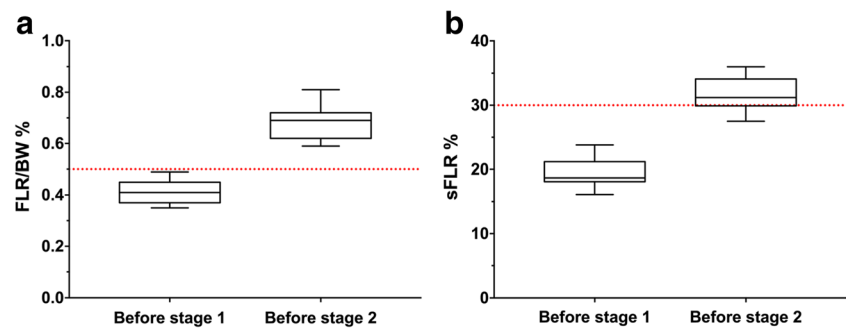 a
FLR/BW %
1.0
0.8
0.6
0.4
0.2
0.0
Before stage 1
Before stage 2
b
sFLR %
40
30
20
10
0
Before stage 1
Before stage 2